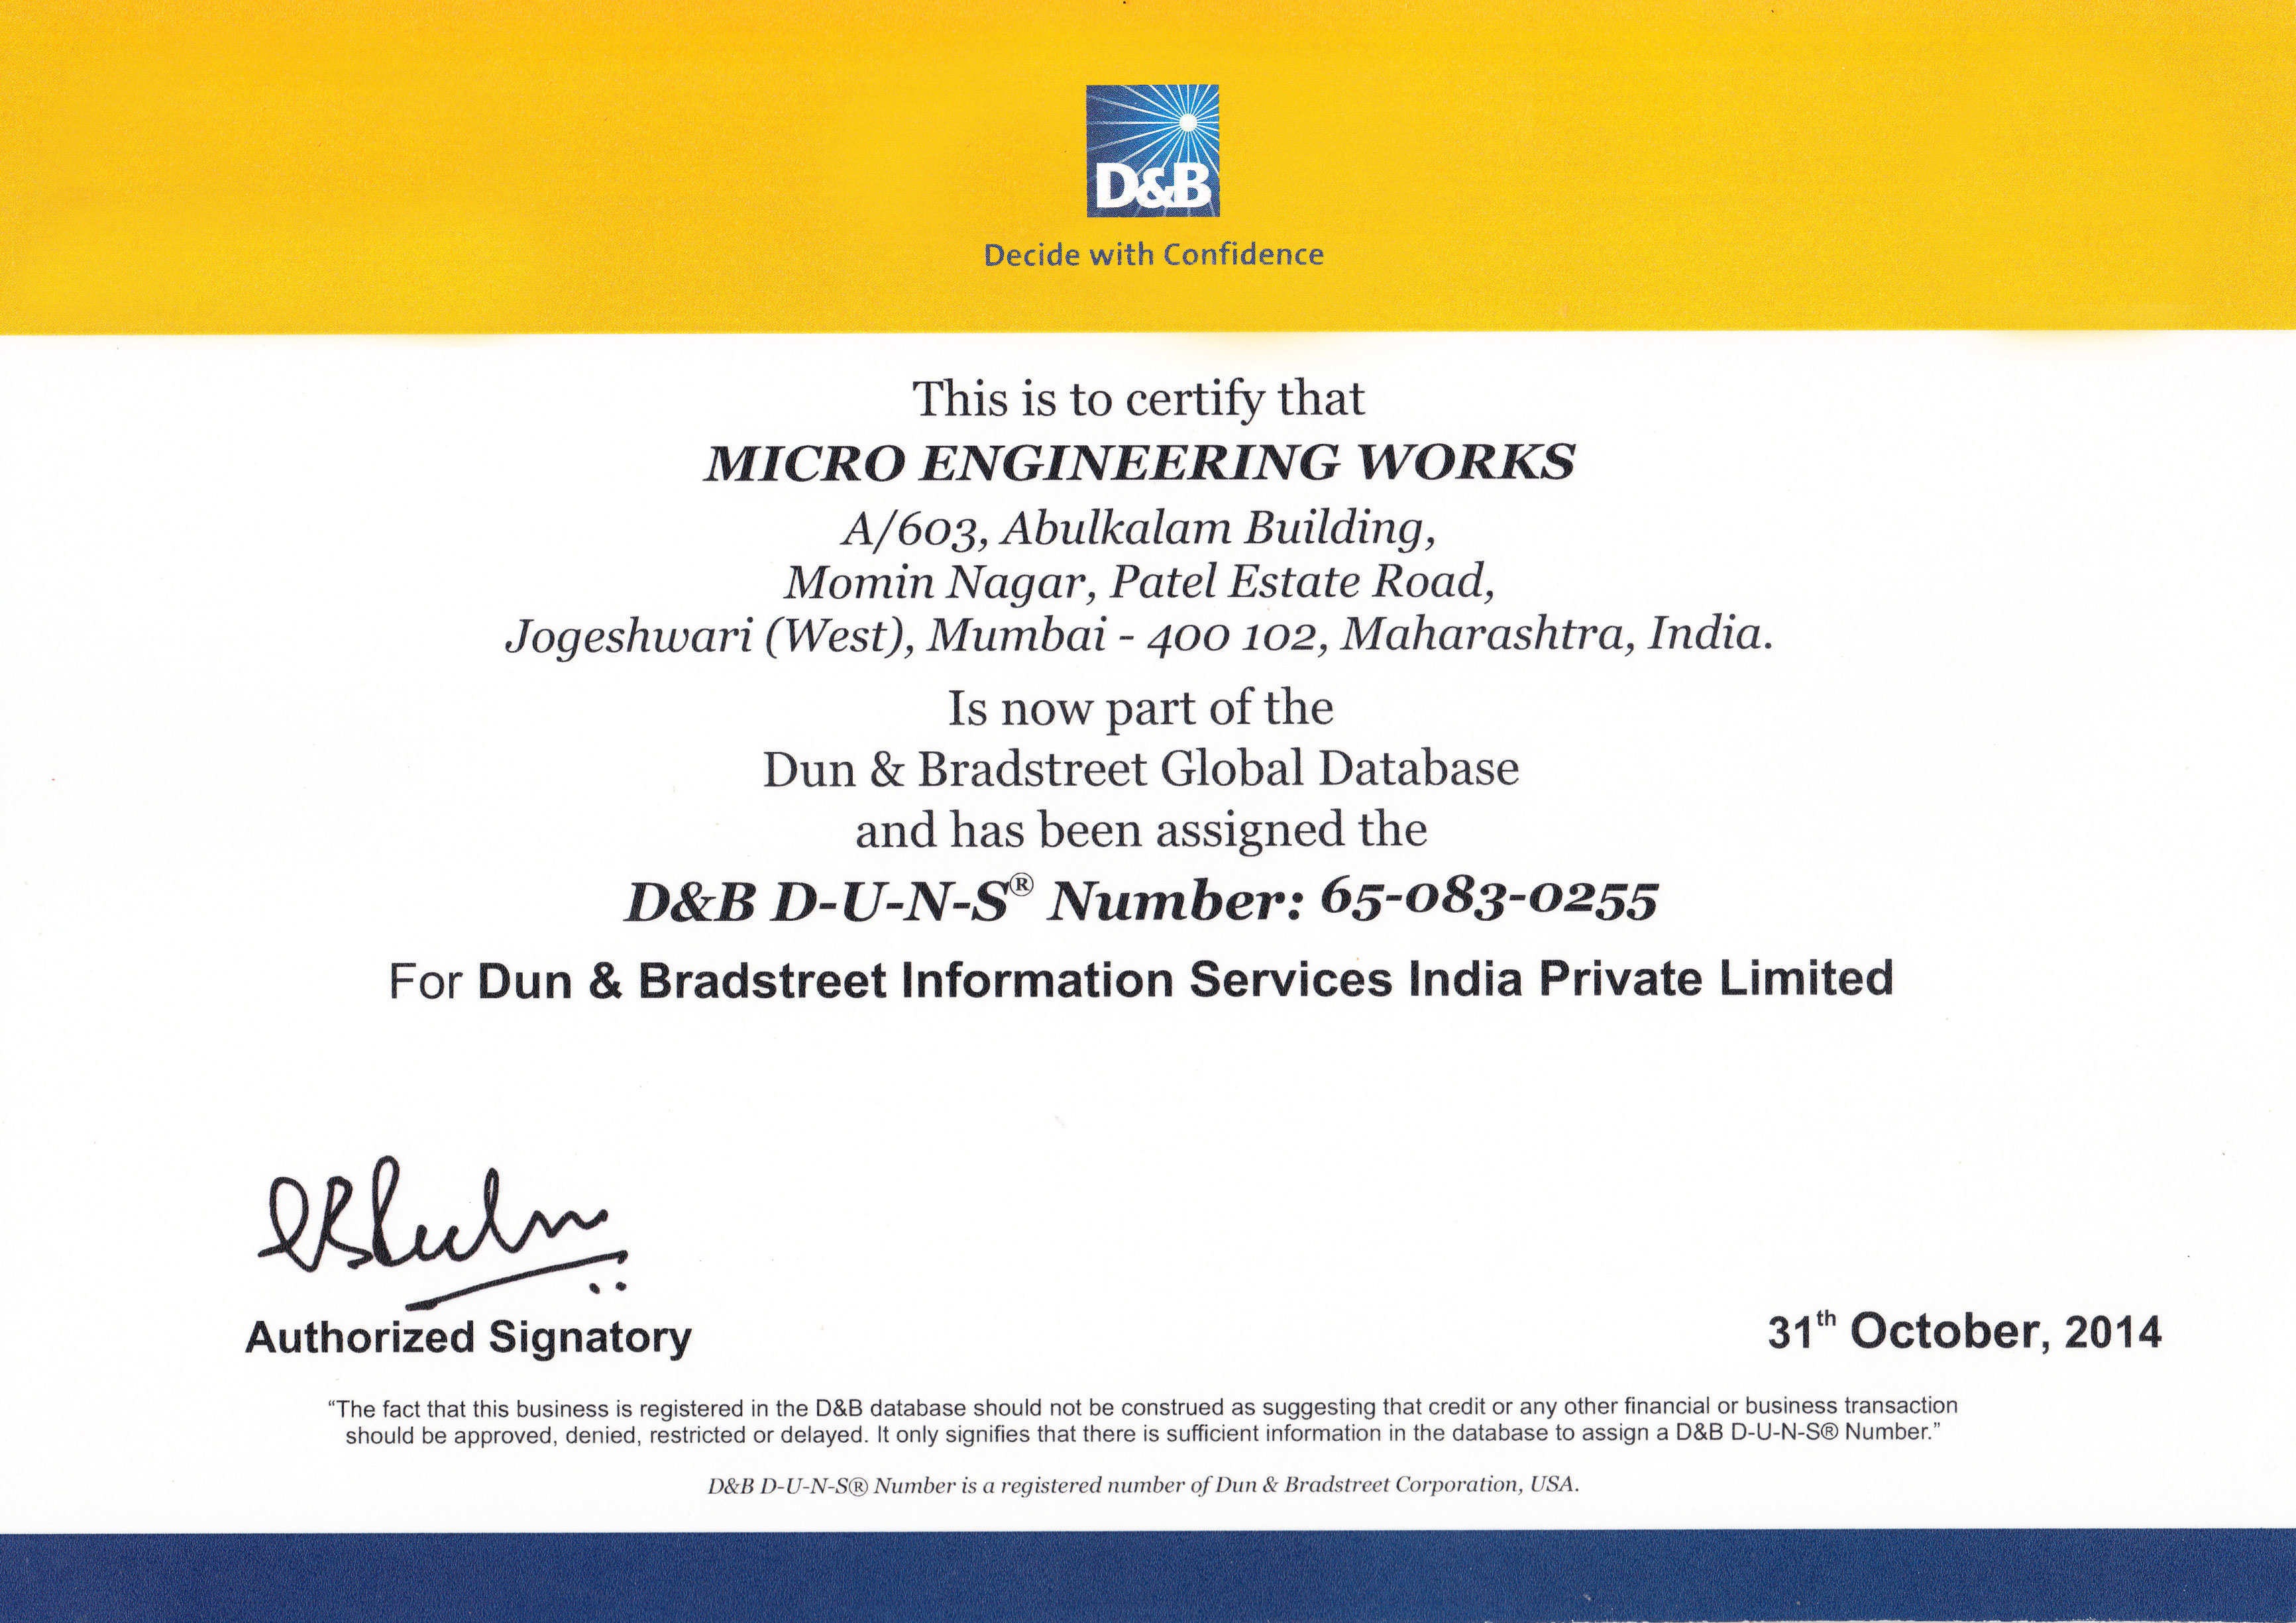 D&B
Decide with Confidence
This is to certify that
MICRO ENGINEERING WORKS
A/603, Abulkalam Building,
Momin Nagar, Patel Estate Road,
Jogeshwari (West), Mumbai - 400 102, Maharashtra, India.
Is now part of the
Dun & Bradstreet Global Database
and has been assigned the
D&B D-U-N-S® Number: 65-083-0255
For Dun & Bradstreet Information Services India Private Limited
Authorized Signatory
31th October, 2014
“The fact that this business is registered in the D&B database should not be construed as suggesting that credit or any other financial or business transaction
should be approved, denied, restricted or delayed. It only signifies that there is sufficient information in the database to assign a D&B D-U-N-S® Number.”
D&B D-U-N-S® Number is a registered number of Dun & Bradstreet Corporation, USA.